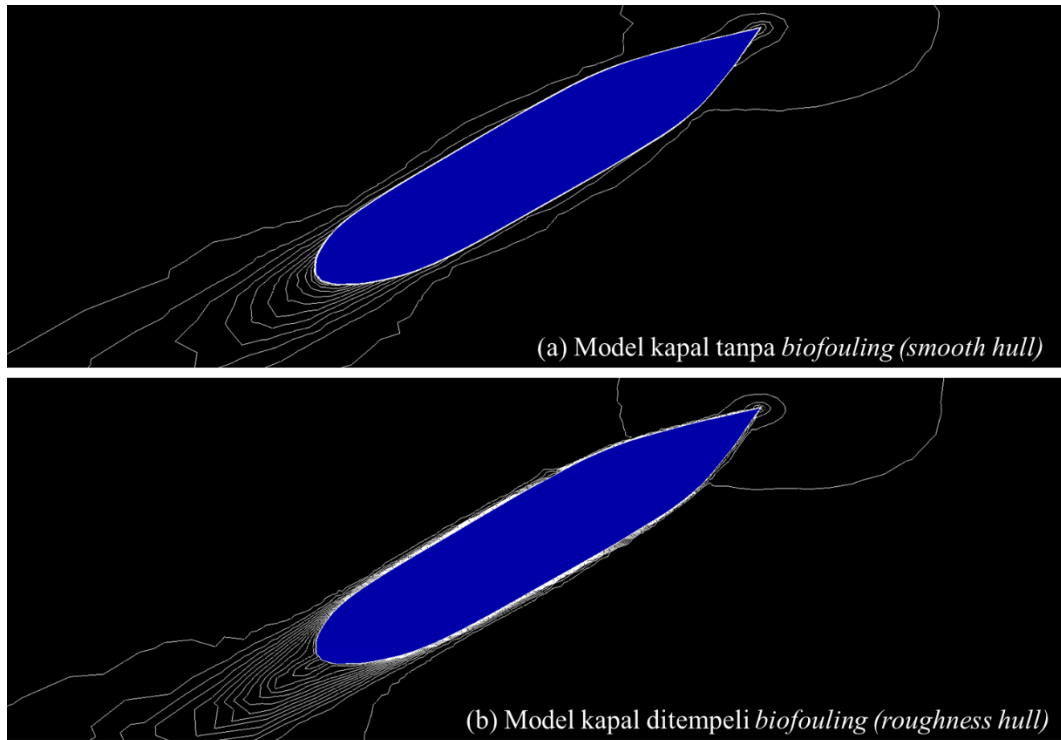 (a) Model kapal tanpa biofouling (smooth hull)
(b) Model kapal ditempeli biofouling (roughness hull)